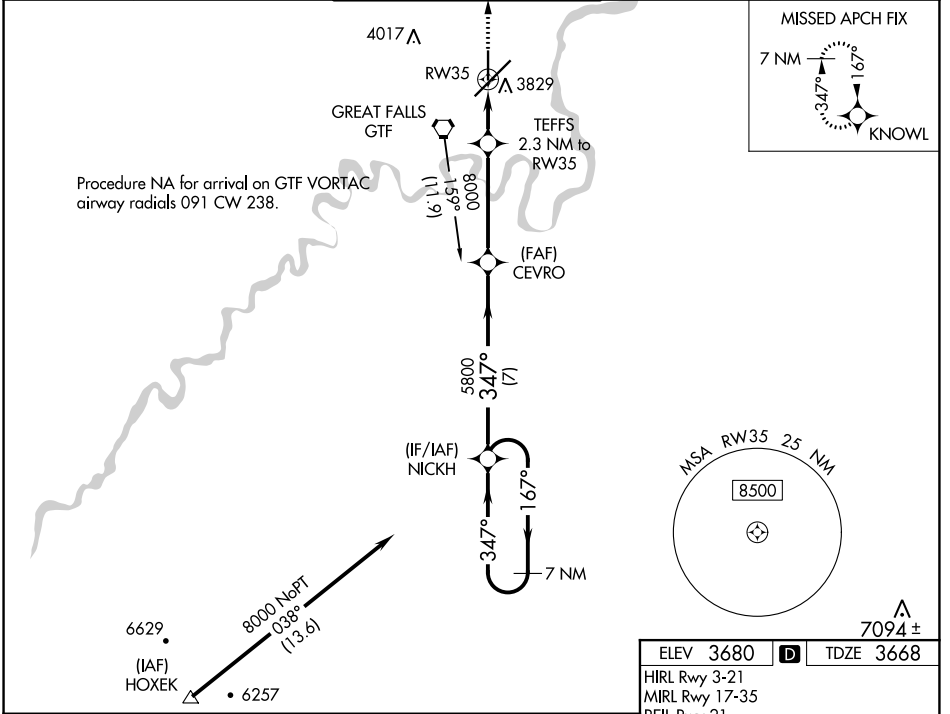 MISSED APCH FIX
7 NM
167°
347°
KNOWL
4017
RW35
3829
GREAT FALLS
GTF
TEFFS
2.3 NM to
RW35
Procedure NA for arrival on GTF VORTAC
airway radials 091 CW 238.
8000
159°
(11.9)
(FAF)
CEVRO
5800
347°
(7)
(IF/IAF)
NICKH
347°
167°
7 NM
MSA RW35 25 NM
8500
8000 NoPT
038°
(13.6)
6629
(IAF)
HOXEK
6257
7094 ±
ELEV 3680 D TDZE 3668
HIRL Rwy 3-21
MIRL Rwy 17-35
REIL Rwy 21